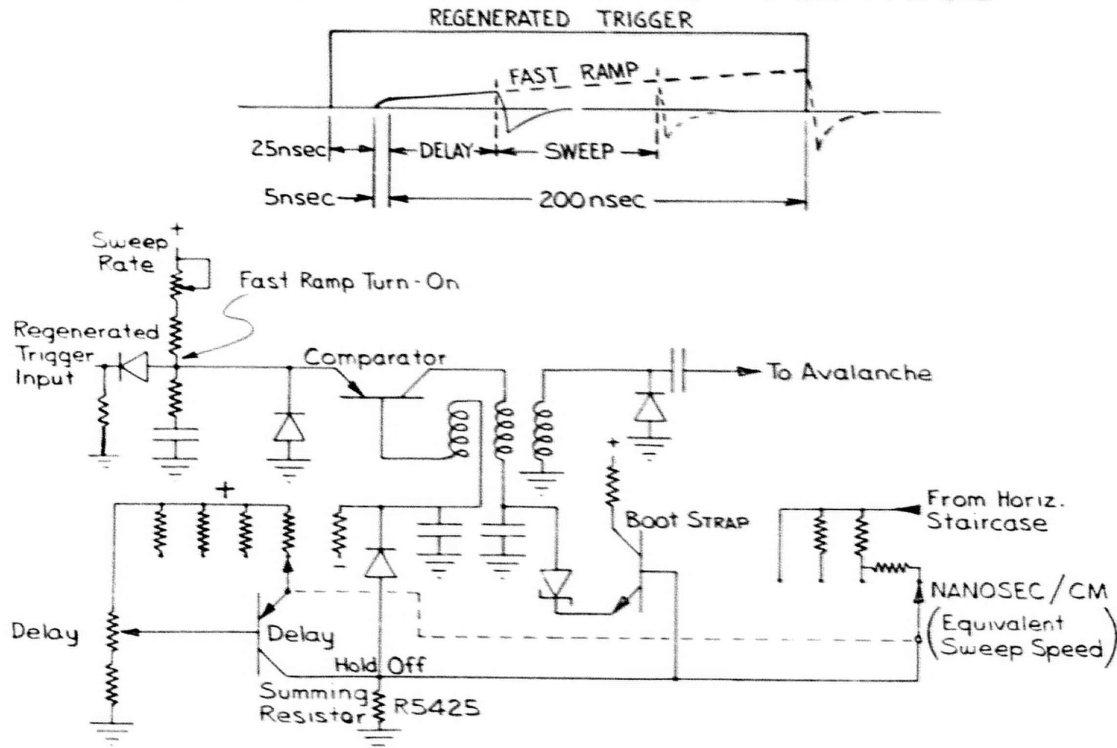 REGENERATED TRIGGER
FAST RAMP
25nsec
DELAY
SWEEP
5nsec
200nsec
+
Sweep
Rate
Fast Ramp Turn-On
Regenerated
Trigger
Input
Comparator
To Avalanche
+
+
From Horiz.
Staircase
BOOT STRAP
NANOSEC/CM
(Equivalent
Sweep Speed)
Delay
Delay
Hold Off
Summing
Resistor
R5425